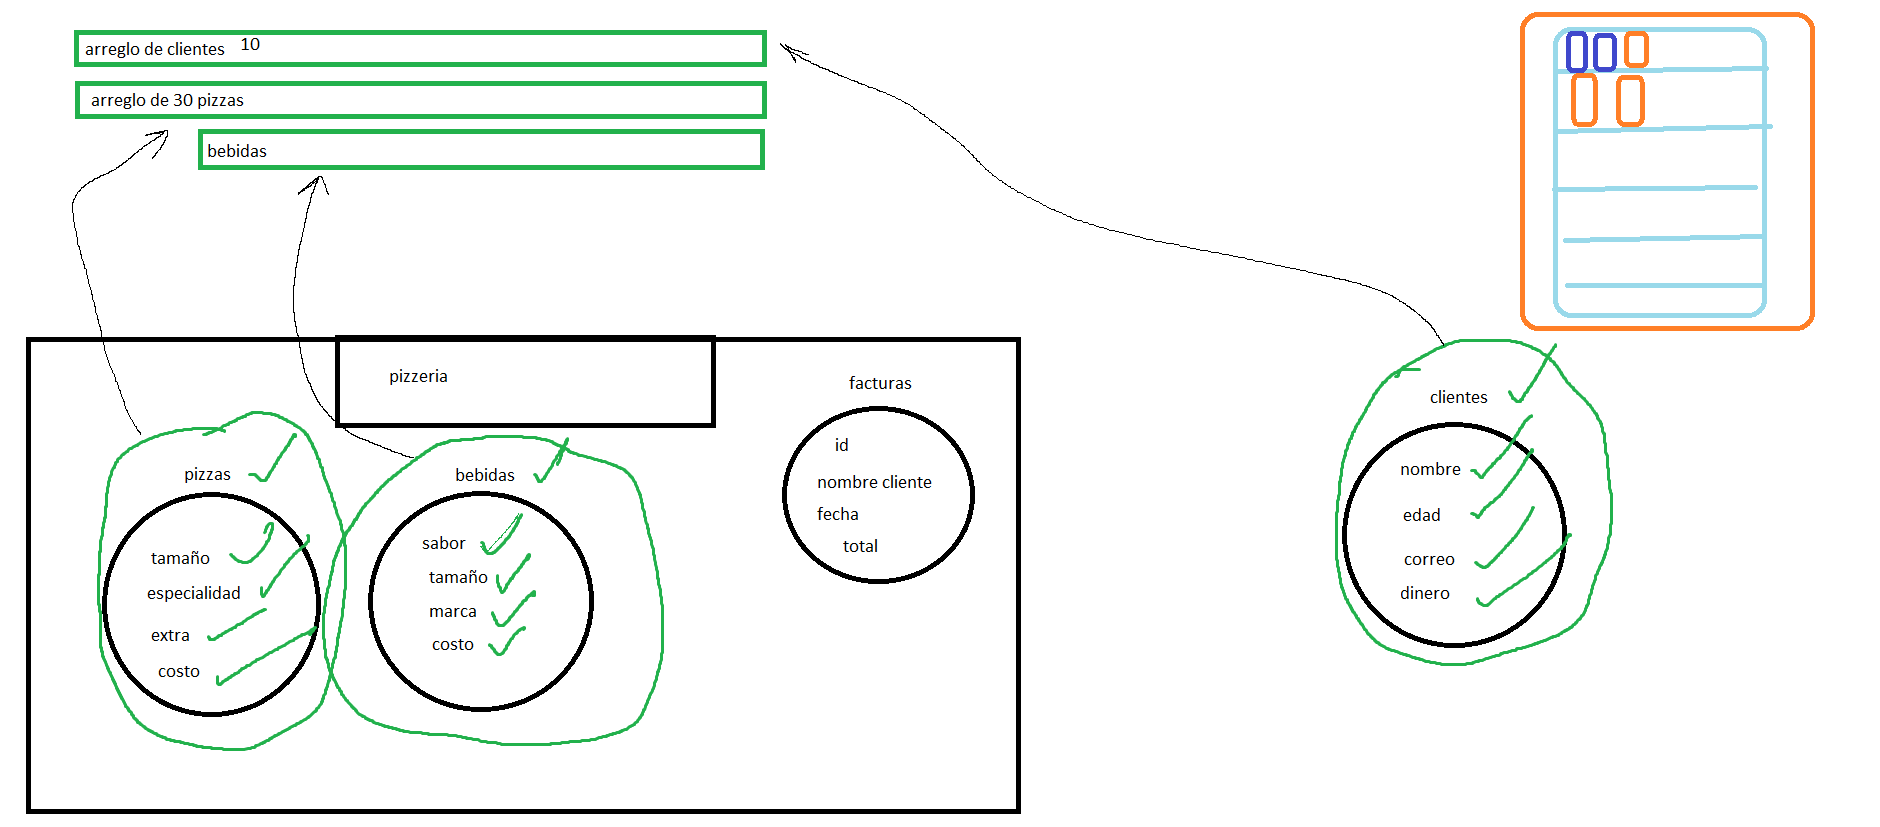 arreglo de clientes 10
arreglo de 30 pizzas
bebidas
pizzeria
pizzas
tamaño
especialidad
extra
costo
bebidas
sabor
tamaño
marca
costo
facturas
id
nombre cliente
fecha
total
clientes
nombre
edad
correo
dinero